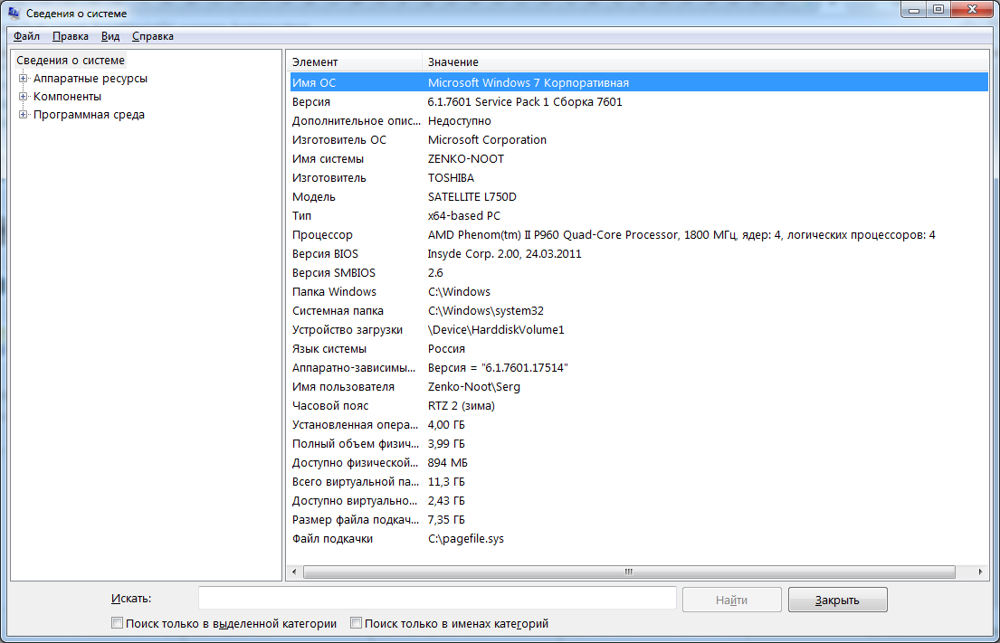 Сведения о системе
Файл Правка Вид Справка
Сведения о системе
Аппаратные ресурсы
Компоненты
Программная среда
Элемент Значение
Имя ОС Microsoft Windows 7 Корпоративная
Версия 6.1.7601 Service Pack 1 Сборка 7601
Дополнительное опис... Недоступно
Изготовитель ОС Microsoft Corporation
Имя системы ZENKO-NOOT
Изготовитель TOSHIBA
Модель SATELLITE L750D
Тип x64-based PC
Процессор AMD Phenom(tm) II P960 Quad-Core Processor, 1800 МГц, ядер: 4, логических процессоров: 4
Версия BIOS Insyde Corp. 2.00, 24.03.2011
Версия SMBIOS 2.6
Папка Windows C:\Windows
Системная папка C:\Windows\system32
Устройство загрузки \Device\HarddiskVolume1
Язык системы Россия
Аппаратно-зависимы... Версия = "6.1.7601.17514"
Имя пользователя Zenko-Noot\Serg
Часовой пояс RTZ 2 (зима)
Установленная опера... 4,00 ГБ
Полный объем физич... 3,99 ГБ
Доступно физической... 894 МБ
Всего виртуальной па... 11,3 ГБ
Доступно виртуально... 2,43 ГБ
Размер файла подкач... 7,35 ГБ
Файл подкачки C:\pagefile.sys
Искать: Найти Закрыть
Поиск только в выделенной категории Поиск только в именах категорий